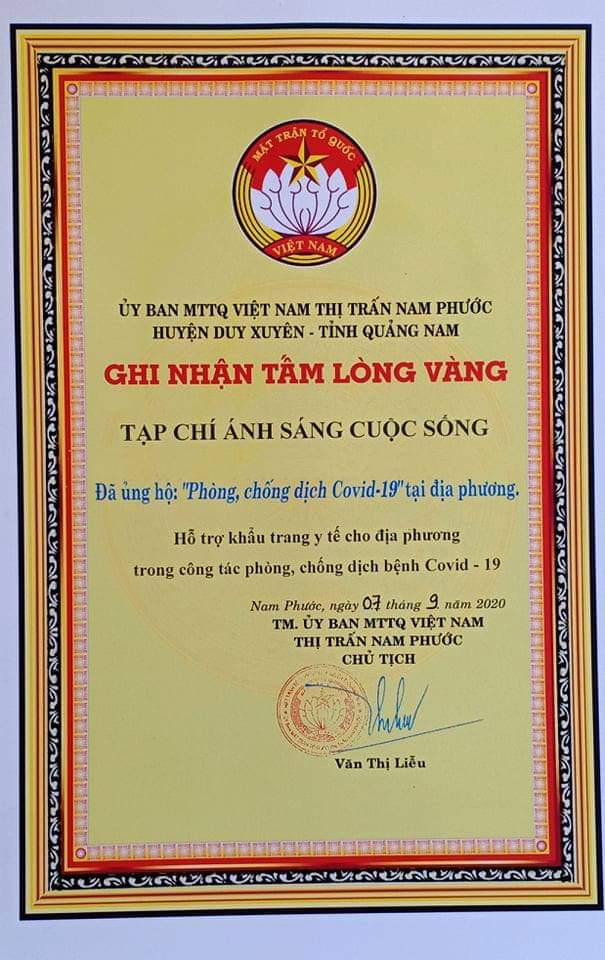 MẶT TRẬN TỔ QUỐC
VIỆT NAM
ỦY BAN MTTQ VIỆT NAM THỊ TRẤN NAM PHƯỚC
HUYỆN DUY XUYÊN - TỈNH QUẢNG NAM
GHI NHẬN TẤM LÒNG VÀNG
TẠP CHÍ ÁNH SÁNG CUỘC SỐNG
Đã ủng hộ: "Phòng, chống dịch Covid-19" tại địa phương.
Hỗ trợ khẩu trang y tế cho địa phương
trong công tác phòng, chống dịch bệnh Covid - 19
Nam Phước, ngày 07 tháng 9 năm 2020
TM. ỦY BAN MTTQ VIỆT NAM
THỊ TRẤN NAM PHƯỚC
CHỦ TỊCH
Văn Thị Liễu